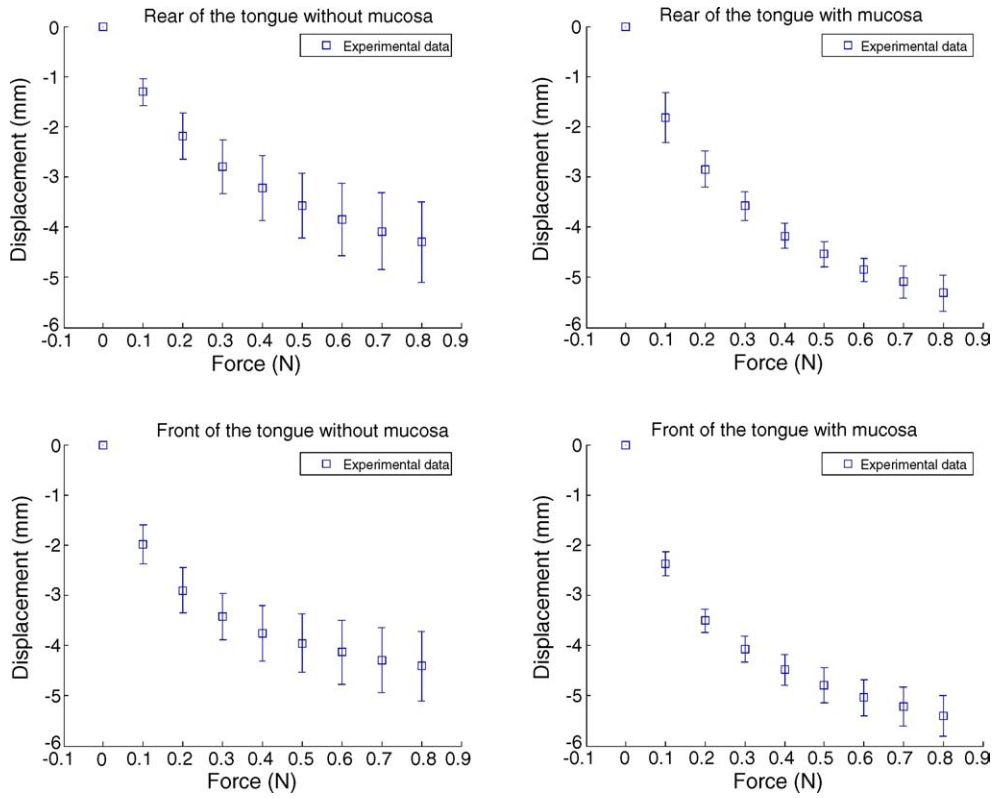 Rear of the tongue without mucosa
Experimental data
Displacement (mm)
0
-1
-2
-3
-4
-5
-6
-0.1 0 0.1 0.2 0.3 0.4 0.5 0.6 0.7 0.8 0.9
Force (N)
Rear of the tongue with mucosa
Experimental data
Displacement (mm)
0
-1
-2
-3
-4
-5
-6
-0.1 0 0.1 0.2 0.3 0.4 0.5 0.6 0.7 0.8 0.9
Force (N)
Front of the tongue without mucosa
Experimental data
Displacement (mm)
0
-1
-2
-3
-4
-5
-6
-0.1 0 0.1 0.2 0.3 0.4 0.5 0.6 0.7 0.8 0.9
Force (N)
Front of the tongue with mucosa
Experimental data
Displacement (mm)
0
-1
-2
-3
-4
-5
-6
-0.1 0 0.1 0.2 0.3 0.4 0.5 0.6 0.7 0.8 0.9
Force (N)